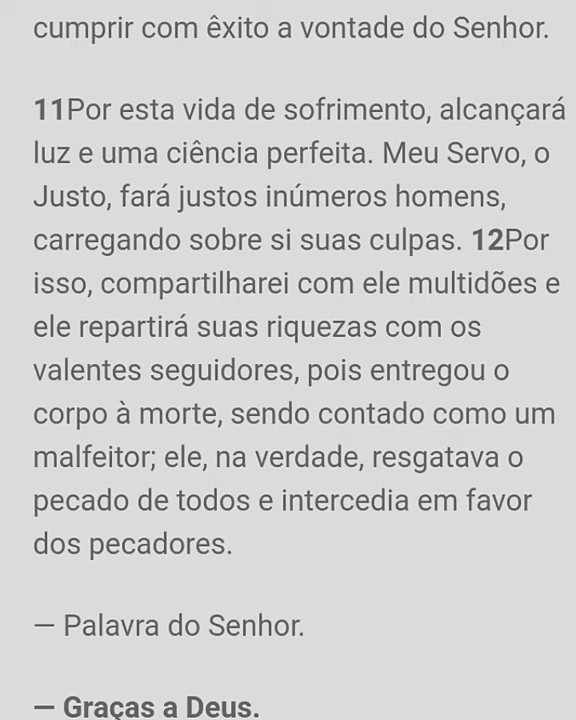 cumprir com êxito a vontade do Senhor.
11Por esta vida de sofrimento, alcançará
luz e uma ciência perfeita. Meu Servo, o
Justo, fará justos inúmeros homens,
carregando sobre si suas culpas. 12Por
isso, compartilharei com ele multidões e
ele repartirá suas riquezas com os
valentes seguidores, pois entregou o
corpo à morte, sendo contado como um
malfeitor; ele, na verdade, resgatava o
pecado de todos e intercedia em favor
dos pecadores.
— Palavra do Senhor.
— Graças a Deus.